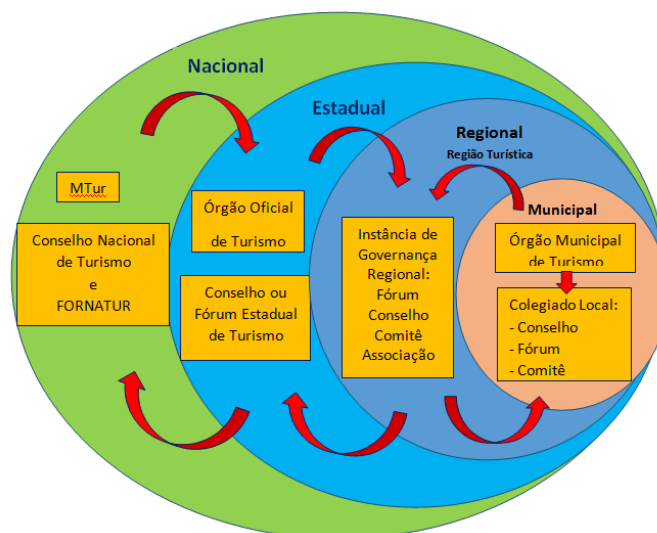 Nacional
MTur
Conselho Nacional
de Turismo
e
FORNATUR
Estadual
Órgão Oficial
de Turismo
Conselho ou
Fórum Estadual
de Turismo
Regional
Região Turística
Instância de
Governança
Regional:
Fórum
Conselho
Comitê
Associação
Municipal
Órgão Municipal
de Turismo
Colegiado Local:
- Conselho
- Fórum
- Comitê